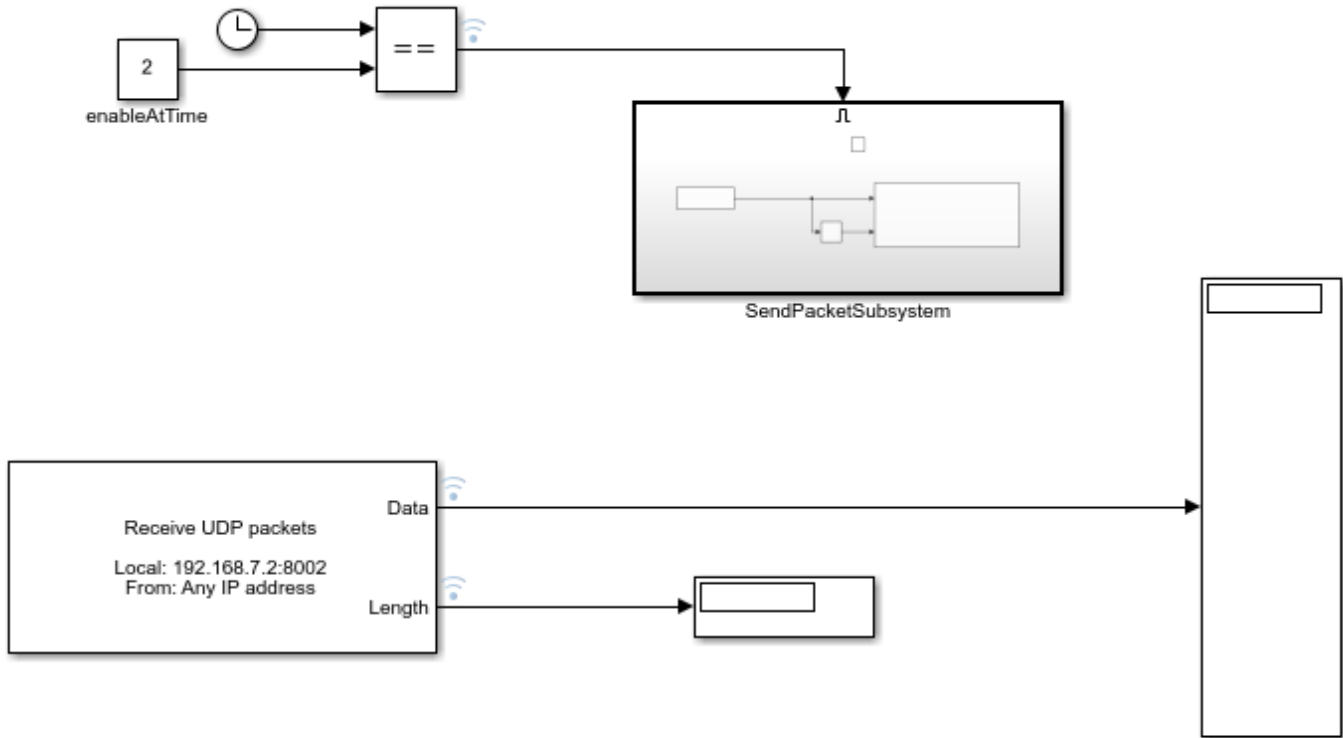 2
==
enableAtTime
SendPacketSubsystem
Data
Receive UDP packets
Local: 192.168.7.2:8002
From: Any IP address
Length